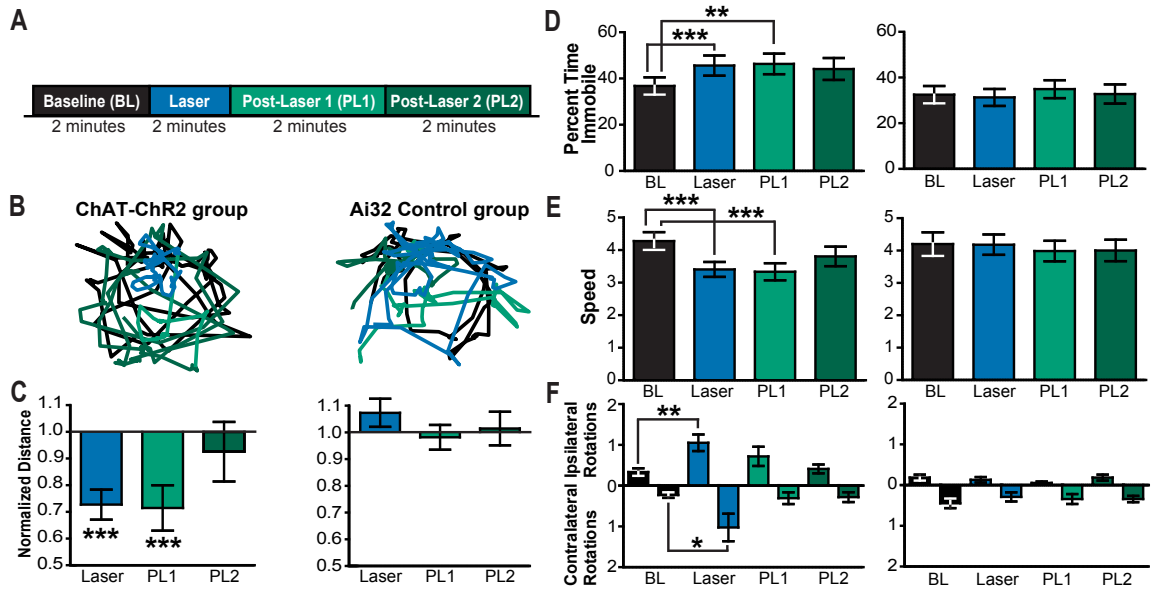 A
Baseline (BL) Laser Post-Laser 1 (PL1) Post-Laser 2 (PL2)
2 minutes 2 minutes 2 minutes 2 minutes
B
ChAT-ChR2 group Ai32 Control group
C
Normalized Distance
1.1
1.0
0.9
0.8
0.7
0.6
0.5
*** ***
Laser PL1 PL2
1.1
1.0
0.9
0.8
0.7
0.6
0.5
Laser PL1 PL2
D
Percent Time
Immobile
60
40
20
0
**
***
BL Laser PL1 PL2
60
40
20
0
BL Laser PL1 PL2
E
Speed
5
4
3
2
1
0
*** ***
BL Laser PL1 PL2
5
4
3
2
1
0
BL Laser PL1 PL2
F
Contralateral Ipsilateral
Rotations Rotations
2
1
0
1
2
**
*
BL Laser PL1 PL2
2
1
0
1
2
BL Laser PL1 PL2